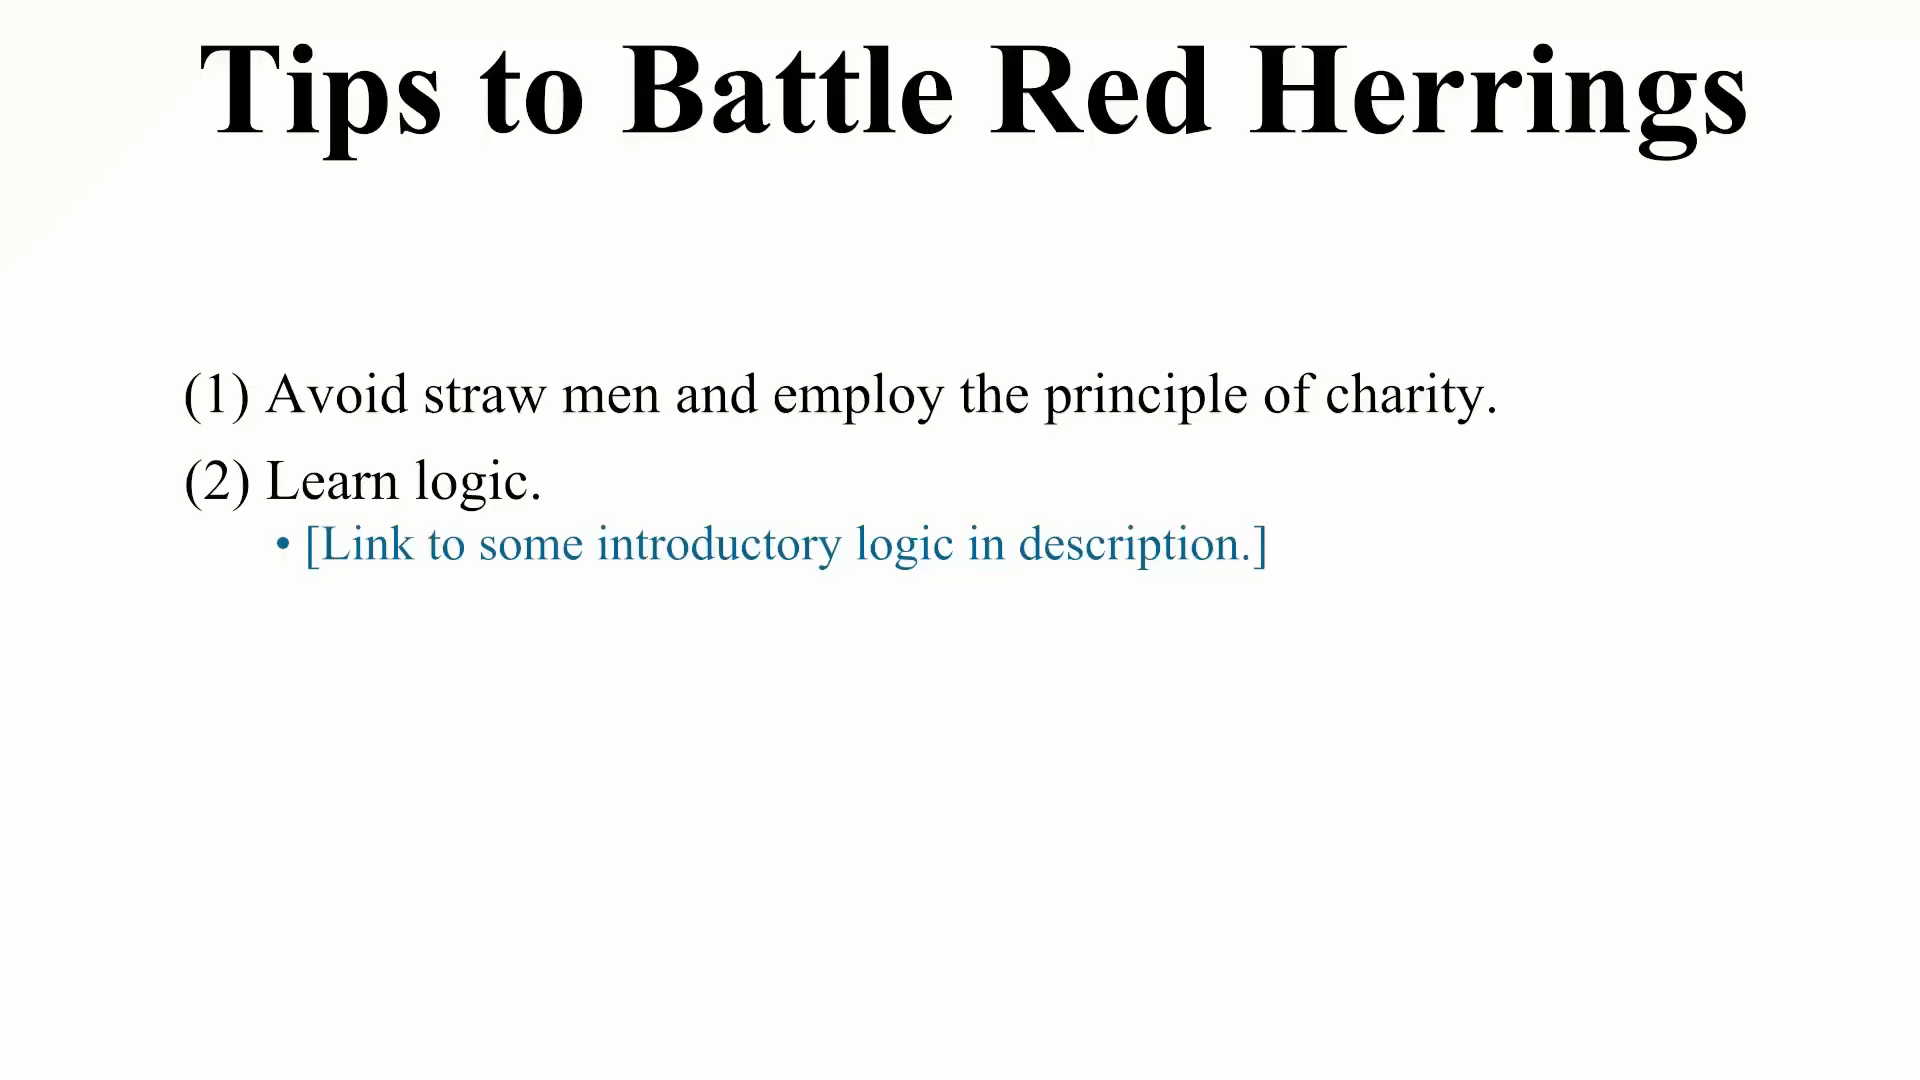 Tips to Battle Red Herrings
(1) Avoid straw men and employ the principle of charity.
(2) Learn logic.
• [Link to some introductory logic in description.]